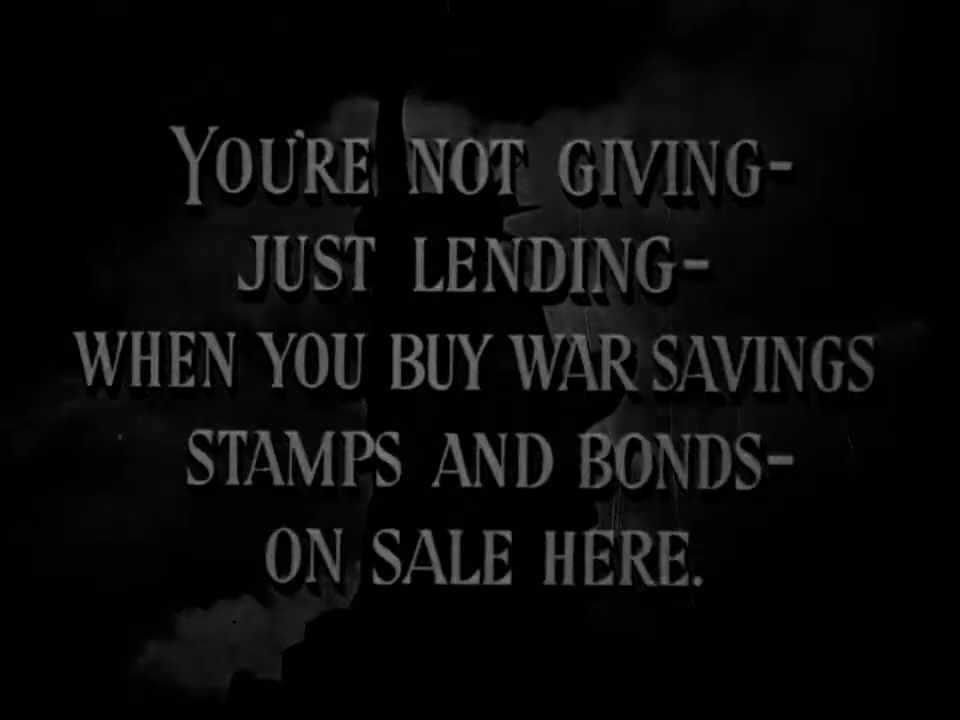 YOU'RE NOT GIVING-
JUST LENDING-
WHEN YOU BUY WAR SAVINGS
STAMPS AND BONDS-
ON SALE HERE.